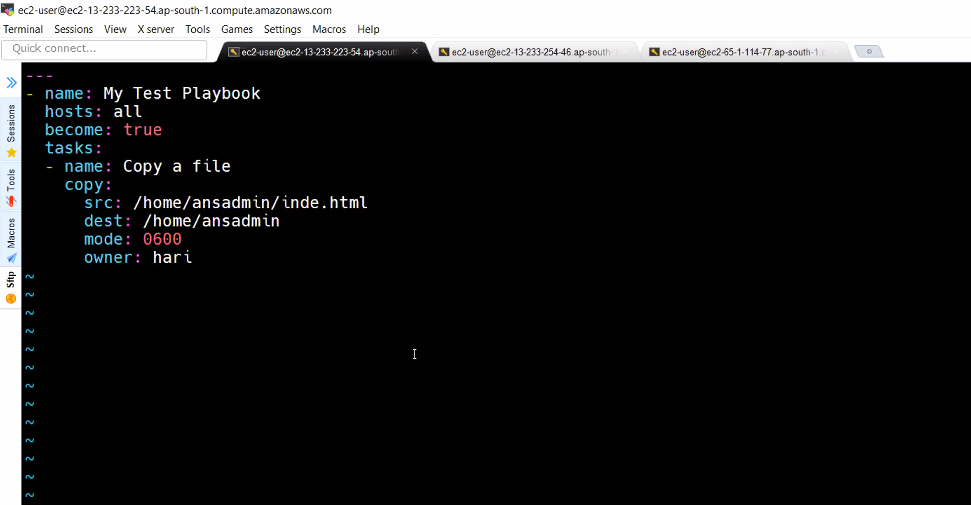 ec2-user@ec2-13-233-223-54.ap-south-1.compute.amazonaws.com
Terminal Sessions View X server Tools Games Settings Macros Help
Quick connect...
ec2-user@ec2-13-233-223-54.ap-south
ec2-user@ec2-13-233-254-46.ap-south-
ec2-user@ec2-65-1-114-77.ap-south-1.c
Sessions
Tools
Macros
Sftp
---
- name: My Test Playbook
hosts: all
become: true
tasks:
- name: Copy a file
copy:
src: /home/ansadmin/inde.html
dest: /home/ansadmin
mode: 0600
owner: hari
~
~
~
~
~
~
~
~
~
~
~
~
~